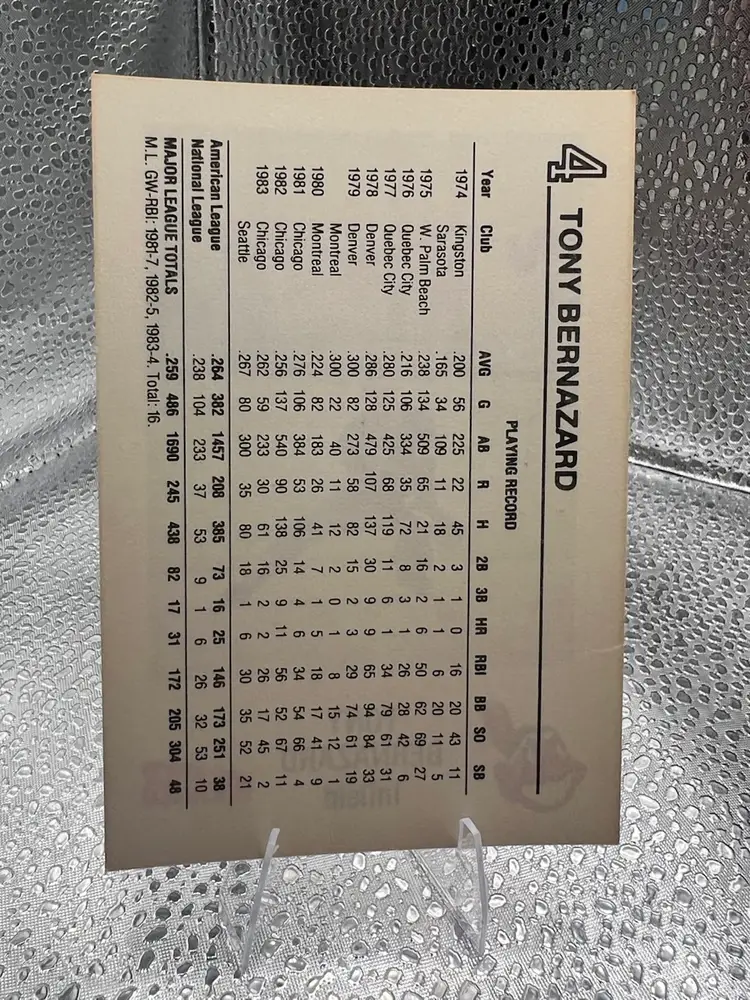 4 TONY BERNAZARD
PLAYING RECORD
Year Club AVG G AB R H 2B 3B HR RBI BB SO SB
1974 Kingston .200 56 225 22 45 3 1 0 16 20 43 11
Sarasota .165 34 109 11 18 2 1 1 6 20 11 5
1975 W. Palm Beach .238 134 509 65 21 16 2 6 50 62 69 27
1976 Quebec City .216 106 334 35 72 8 3 1 26 28 42 6
1977 Quebec City .280 125 425 68 119 11 6 1 34 79 61 31
1978 Denver .286 128 479 107 137 30 9 9 65 94 84 33
1979 Denver .300 82 273 58 82 15 2 3 29 74 61 19
Montreal .300 22 40 11 12 2 0 1 8 15 12 1
1980 Montreal .224 82 183 26 41 7 1 5 18 17 41 9
1981 Chicago .276 106 384 53 106 14 4 6 34 54 66 4
1982 Chicago .256 137 540 90 138 25 9 11 56 52 67 11
1983 Chicago .262 59 233 30 61 16 2 2 26 17 45 2
Seattle .267 80 300 35 80 18 1 6 30 35 52 21
American League .264 382 1457 208 385 73 16 25 146 173 251 38
National League .238 104 233 37 53 9 1 6 26 32 53 10
MAJOR LEAGUE TOTALS .259 486 1690 245 438 82 17 31 172 205 304 48
M.L. GW-RBI: 1981-7, 1982-5, 1983-4. Total: 16.